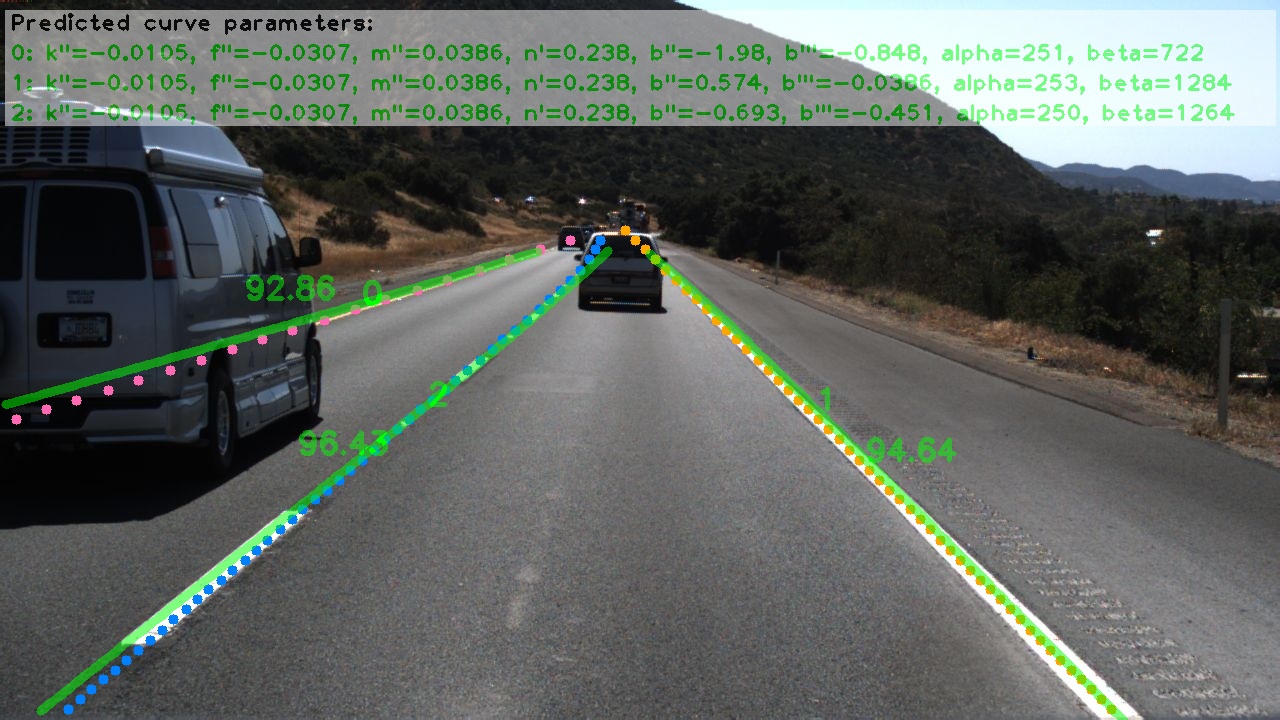 Predicted curve parameters:
0: k''=-0.0105, f''=-0.0307, m''=0.0386, n'=0.238, b''=-1.98, b'''=-0.848, alpha=251, beta=722
1: k''=-0.0105, f''=-0.0307, m''=0.0386, n'=0.238, b''=0.574, b'''=-0.0386, alpha=253, beta=1284
2: k''=-0.0105, f''=-0.0307, m''=0.0386, n'=0.238, b''=-0.693, b'''=-0.451, alpha=250, beta=1264
92.86 0
2
1
96.43
94.64